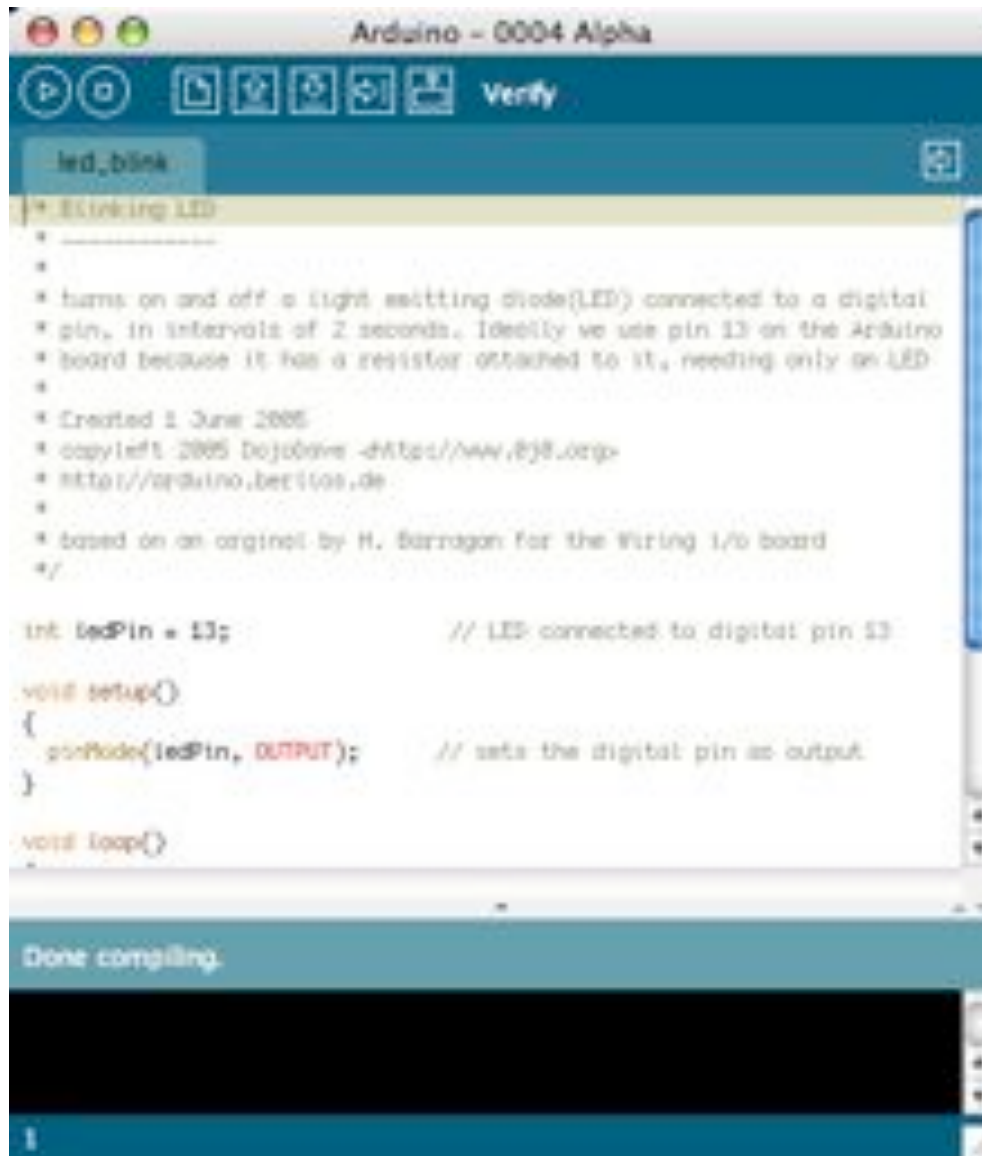 Arduino - 0004 Alpha
Verify
led_blink
/* Blinking LED
* ------------
*
* turns on and off a light emitting diode(LED) connected to a digital
* pin, in intervals of 2 seconds. Ideally we use pin 13 on the Arduino
* board because it has a resistor attached to it, needing only an LED
*
* Created 1 June 2005
* copyleft 2005 DojoDave <http://www.0j0.org>
* http://arduino.berlios.de
*
* based on an orginal by H. Barragan for the Wiring i/o board
*/
int ledPin = 13; // LED connected to digital pin 13
void setup()
{
pinMode(ledPin, OUTPUT); // sets the digital pin as output
}
void loop()
Done compiling.
1